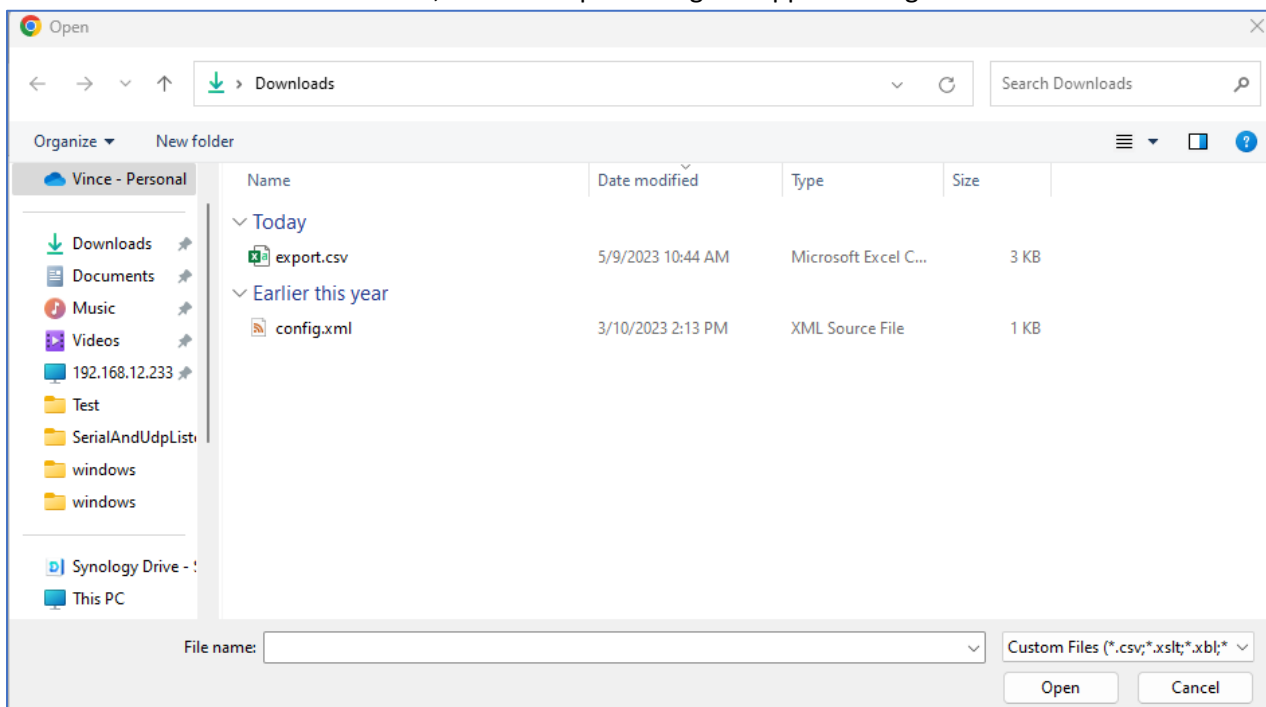 Open
Downloads
Search Downloads
Organize
New folder
Vince - Personal
Name
Date modified
Type
Size
Today
Downloads
export.csv
5/9/2023 10:44 AM
Microsoft Excel C...
3 KB
Documents
Earlier this year
Music
config.xml
3/10/2023 2:13 PM
XML Source File
1 KB
Videos
192.168.12.233
Test
SerialAndUdpListe
windows
windows
Synology Drive - S
This PC
File name:
Custom Files (*.csv;*.xslt;*.xbl;*
Open
Cancel